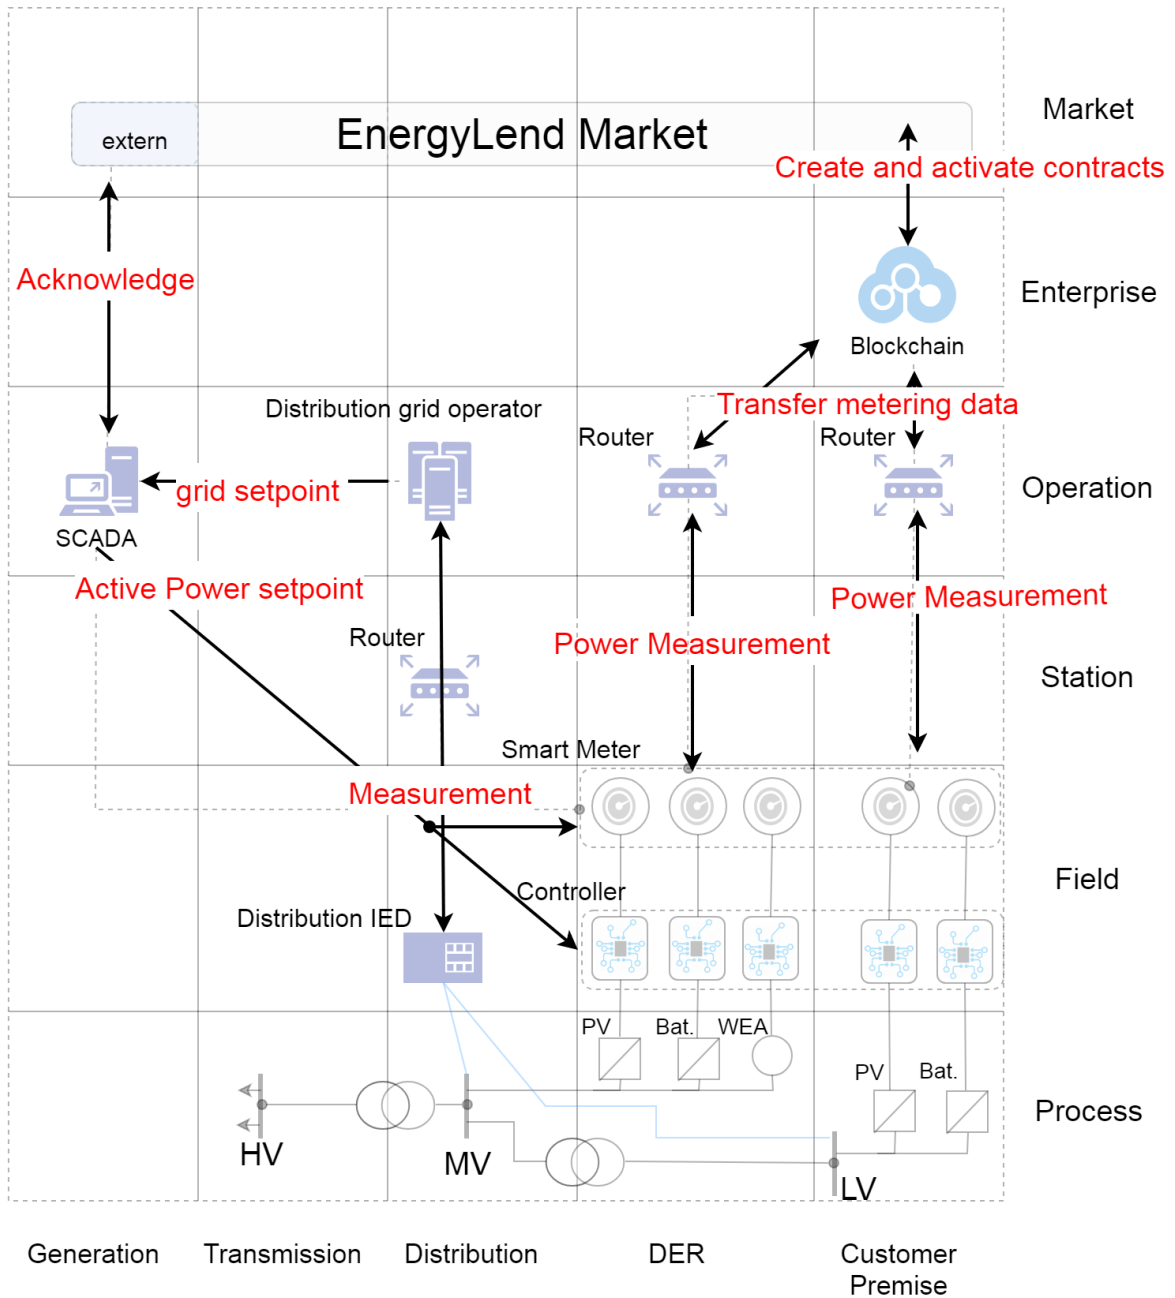 Market
extern
EnergyLend Market
Create and activate contracts
Acknowledge
Enterprise
Blockchain
Distribution grid operator
Transfer metering data
Router
Router
grid setpoint
Operation
SCADA
Active Power setpoint
Power Measurement
Router
Power Measurement
Station
Smart Meter
Measurement
Controller
Field
Distribution IED
PV
Bat.
WEA
PV
Bat.
Process
HV
MV
LV
Generation
Transmission
Distribution
DER
Customer
Premise